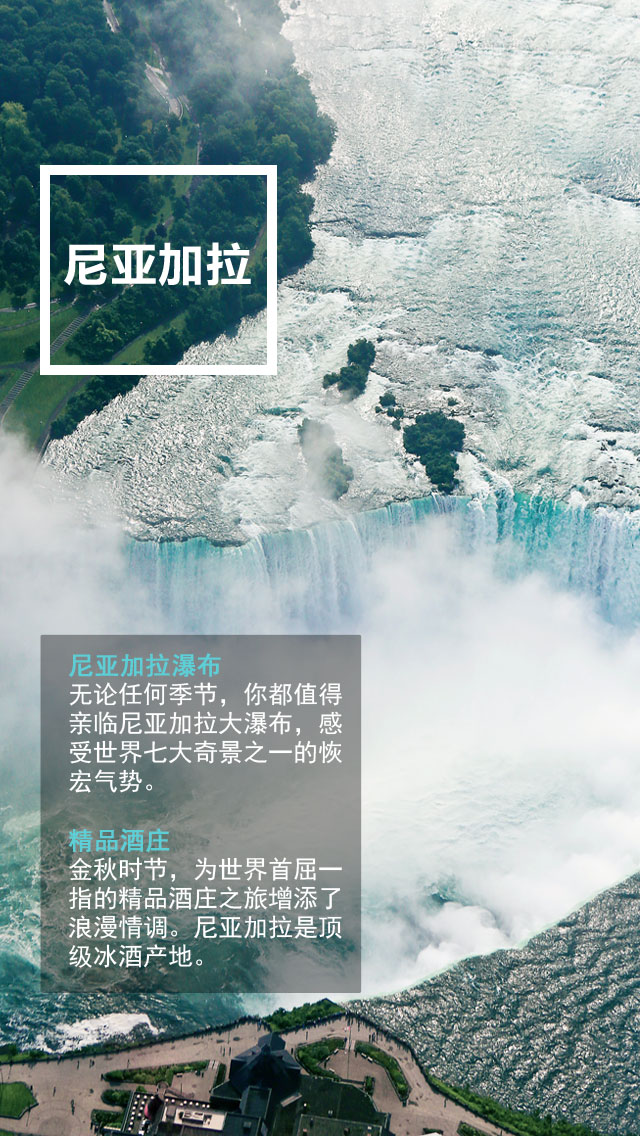 尼亚加拉
尼亚加拉瀑布
无论任何季节，你都值得
亲临尼亚加拉大瀑布，感
受世界七大奇景之一的恢
宏气势。
精品酒庄
金秋时节，为世界首屈一
指的精品酒庄之旅增添了
浪漫情调。尼亚加拉是顶
级冰酒产地。